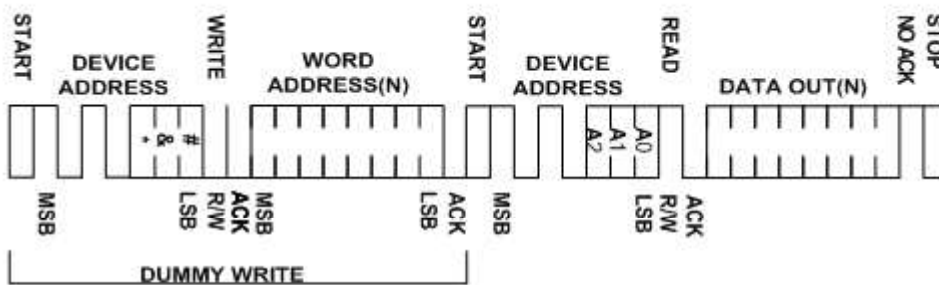 START
DEVICE
ADDRESS
WRITE
WORD
ADDRESS(N)
START
DEVICE
ADDRESS
READ
DATA OUT(N)
NO ACK
STOP
* & #
A2 A1 A0
MSB
LSB
R/W
ACK
MSB
LSB
ACK
MSB
LSB
R/W
ACK
DUMMY WRITE